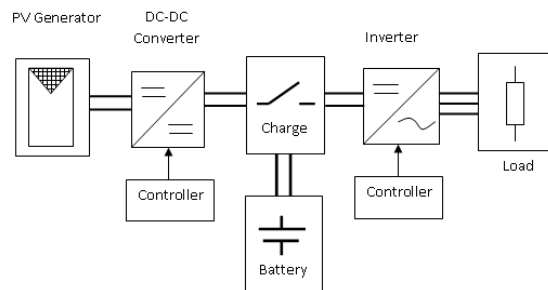 PV Generator
DC-DC
Converter
Inverter
Charge
Load
Controller
Controller
Battery